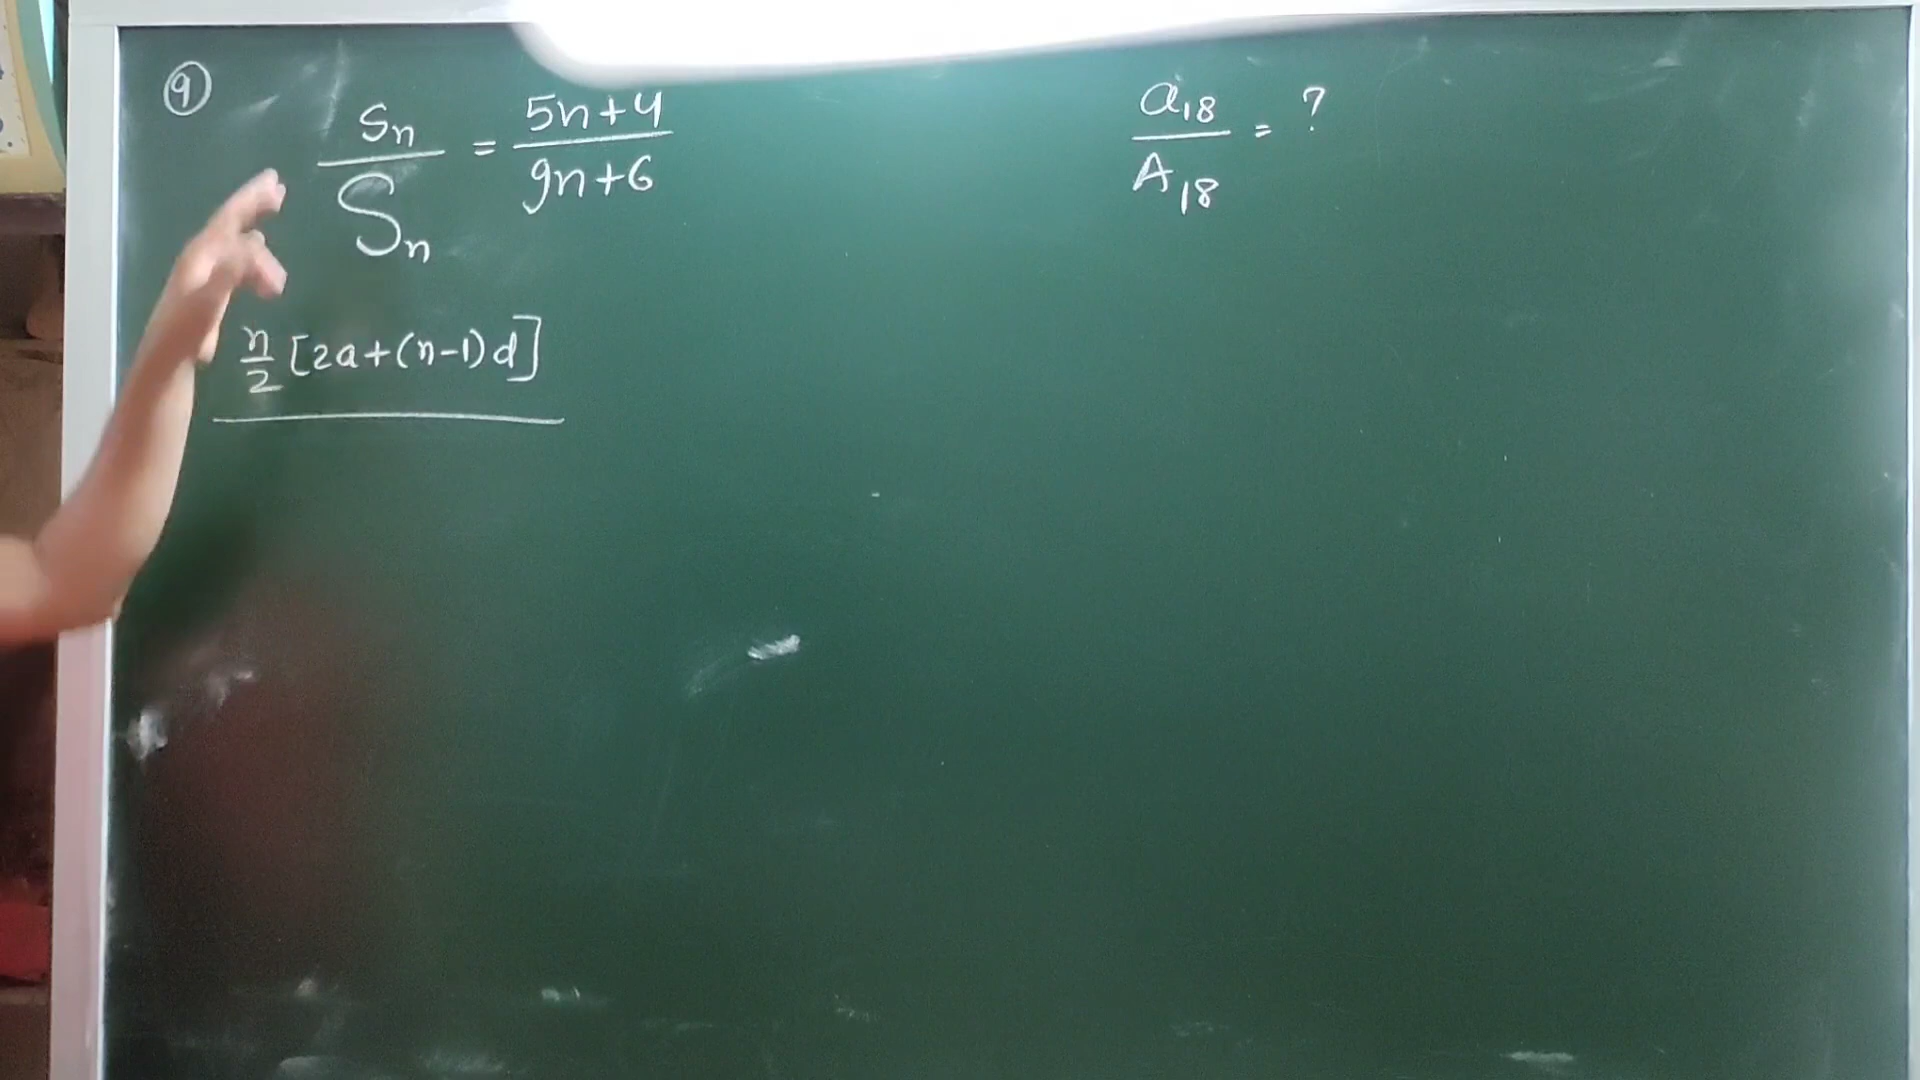 9
Sn / Sn = 5n+4 / 9n+6
a18 / A18 = ?
n/2 [2a+(n-1)d]